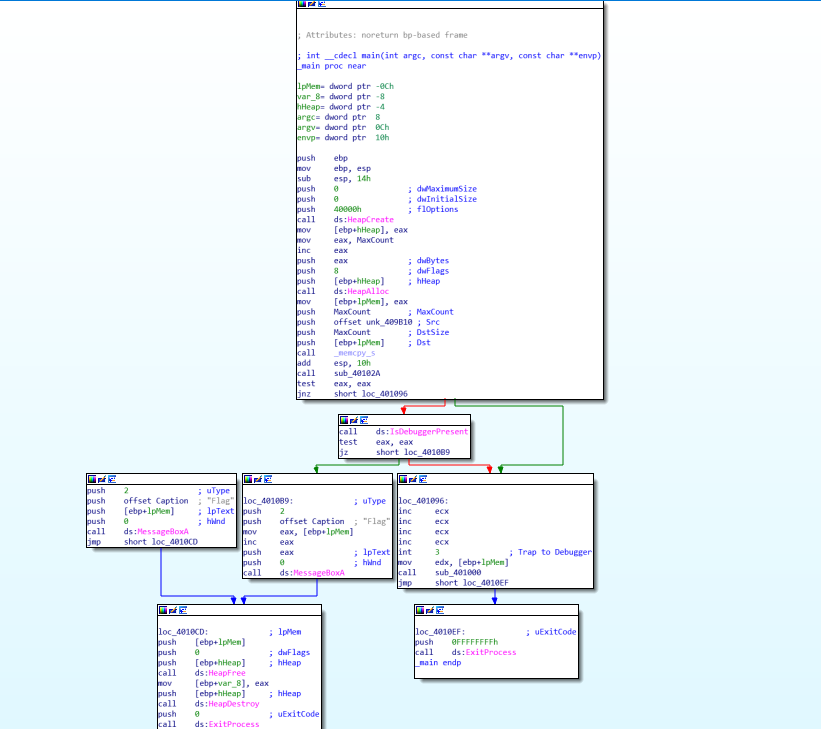 ; Attributes: noreturn bp-based frame
; int __cdecl main(int argc, const char **argv, const char **envp)
_main proc near
lpMem= dword ptr -0Ch
var_8= dword ptr -8
hHeap= dword ptr -4
argc= dword ptr  8
argv= dword ptr  0Ch
envp= dword ptr  10h
push    ebp
mov     ebp, esp
sub     esp, 14h
push    0               ; dwMaximumSize
push    0               ; dwInitialSize
push    40000h          ; flOptions
call    ds:HeapCreate
mov     [ebp+hHeap], eax
mov     eax, MaxCount
inc     eax
push    eax             ; dwBytes
push    8               ; dwFlags
push    [ebp+hHeap]     ; hHeap
call    ds:HeapAlloc
mov     [ebp+lpMem], eax
push    MaxCount        ; MaxCount
push    offset unk_409B10 ; Src
push    MaxCount        ; DstSize
push    [ebp+lpMem]     ; Dst
call    _memcpy_s
add     esp, 10h
call    sub_40102A
test    eax, eax
jnz     short loc_401096
call    ds:IsDebuggerPresent
test    eax, eax
jz      short loc_4010B9
push    2               ; uType
push    offset Caption  ; "Flag"
push    [ebp+lpMem]     ; lpText
push    0               ; hWnd
call    ds:MessageBoxA
jmp     short loc_4010CD
loc_4010B9:             ; uType
push    2
push    offset Caption  ; "Flag"
mov     eax, [ebp+lpMem]
inc     eax
push    eax             ; lpText
push    0               ; hWnd
call    ds:MessageBoxA
loc_401096:
inc     ecx
inc     ecx
inc     ecx
inc     ecx
int     3               ; Trap to Debugger
mov     edx, [ebp+lpMem]
call    sub_401000
jmp     short loc_4010EF
loc_4010CD:             ; lpMem
push    [ebp+lpMem]
push    0               ; dwFlags
push    [ebp+hHeap]     ; hHeap
call    ds:HeapFree
mov     [ebp+var_8], eax
push    [ebp+hHeap]     ; hHeap
call    ds:HeapDestroy
push    0               ; uExitCode
call    ds:ExitProcess
loc_4010EF:             ; uExitCode
push    0FFFFFFFFh
call    ds:ExitProcess
_main endp